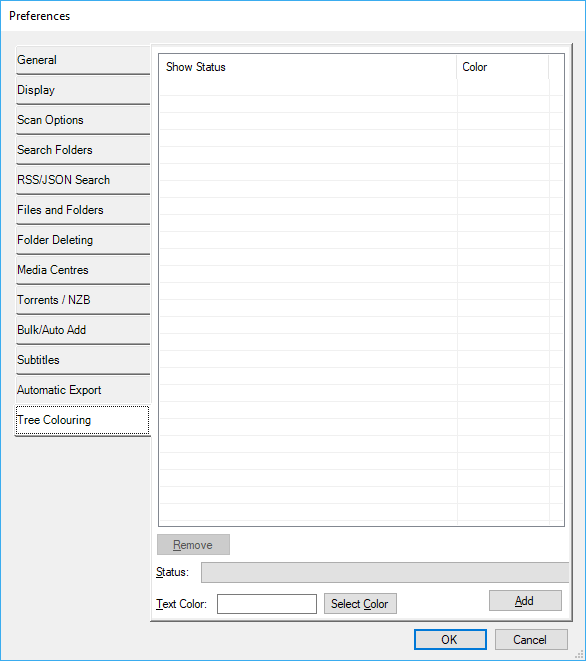 Preferences
General
Display
Scan Options
Search Folders
RSS/JSON Search
Files and Folders
Folder Deleting
Media Centres
Torrents / NZB
Bulk/Auto Add
Subtitles
Automatic Export
Tree Colouring
Show Status Color
Remove
Status:
Text Color: Select Color Add
OK Cancel